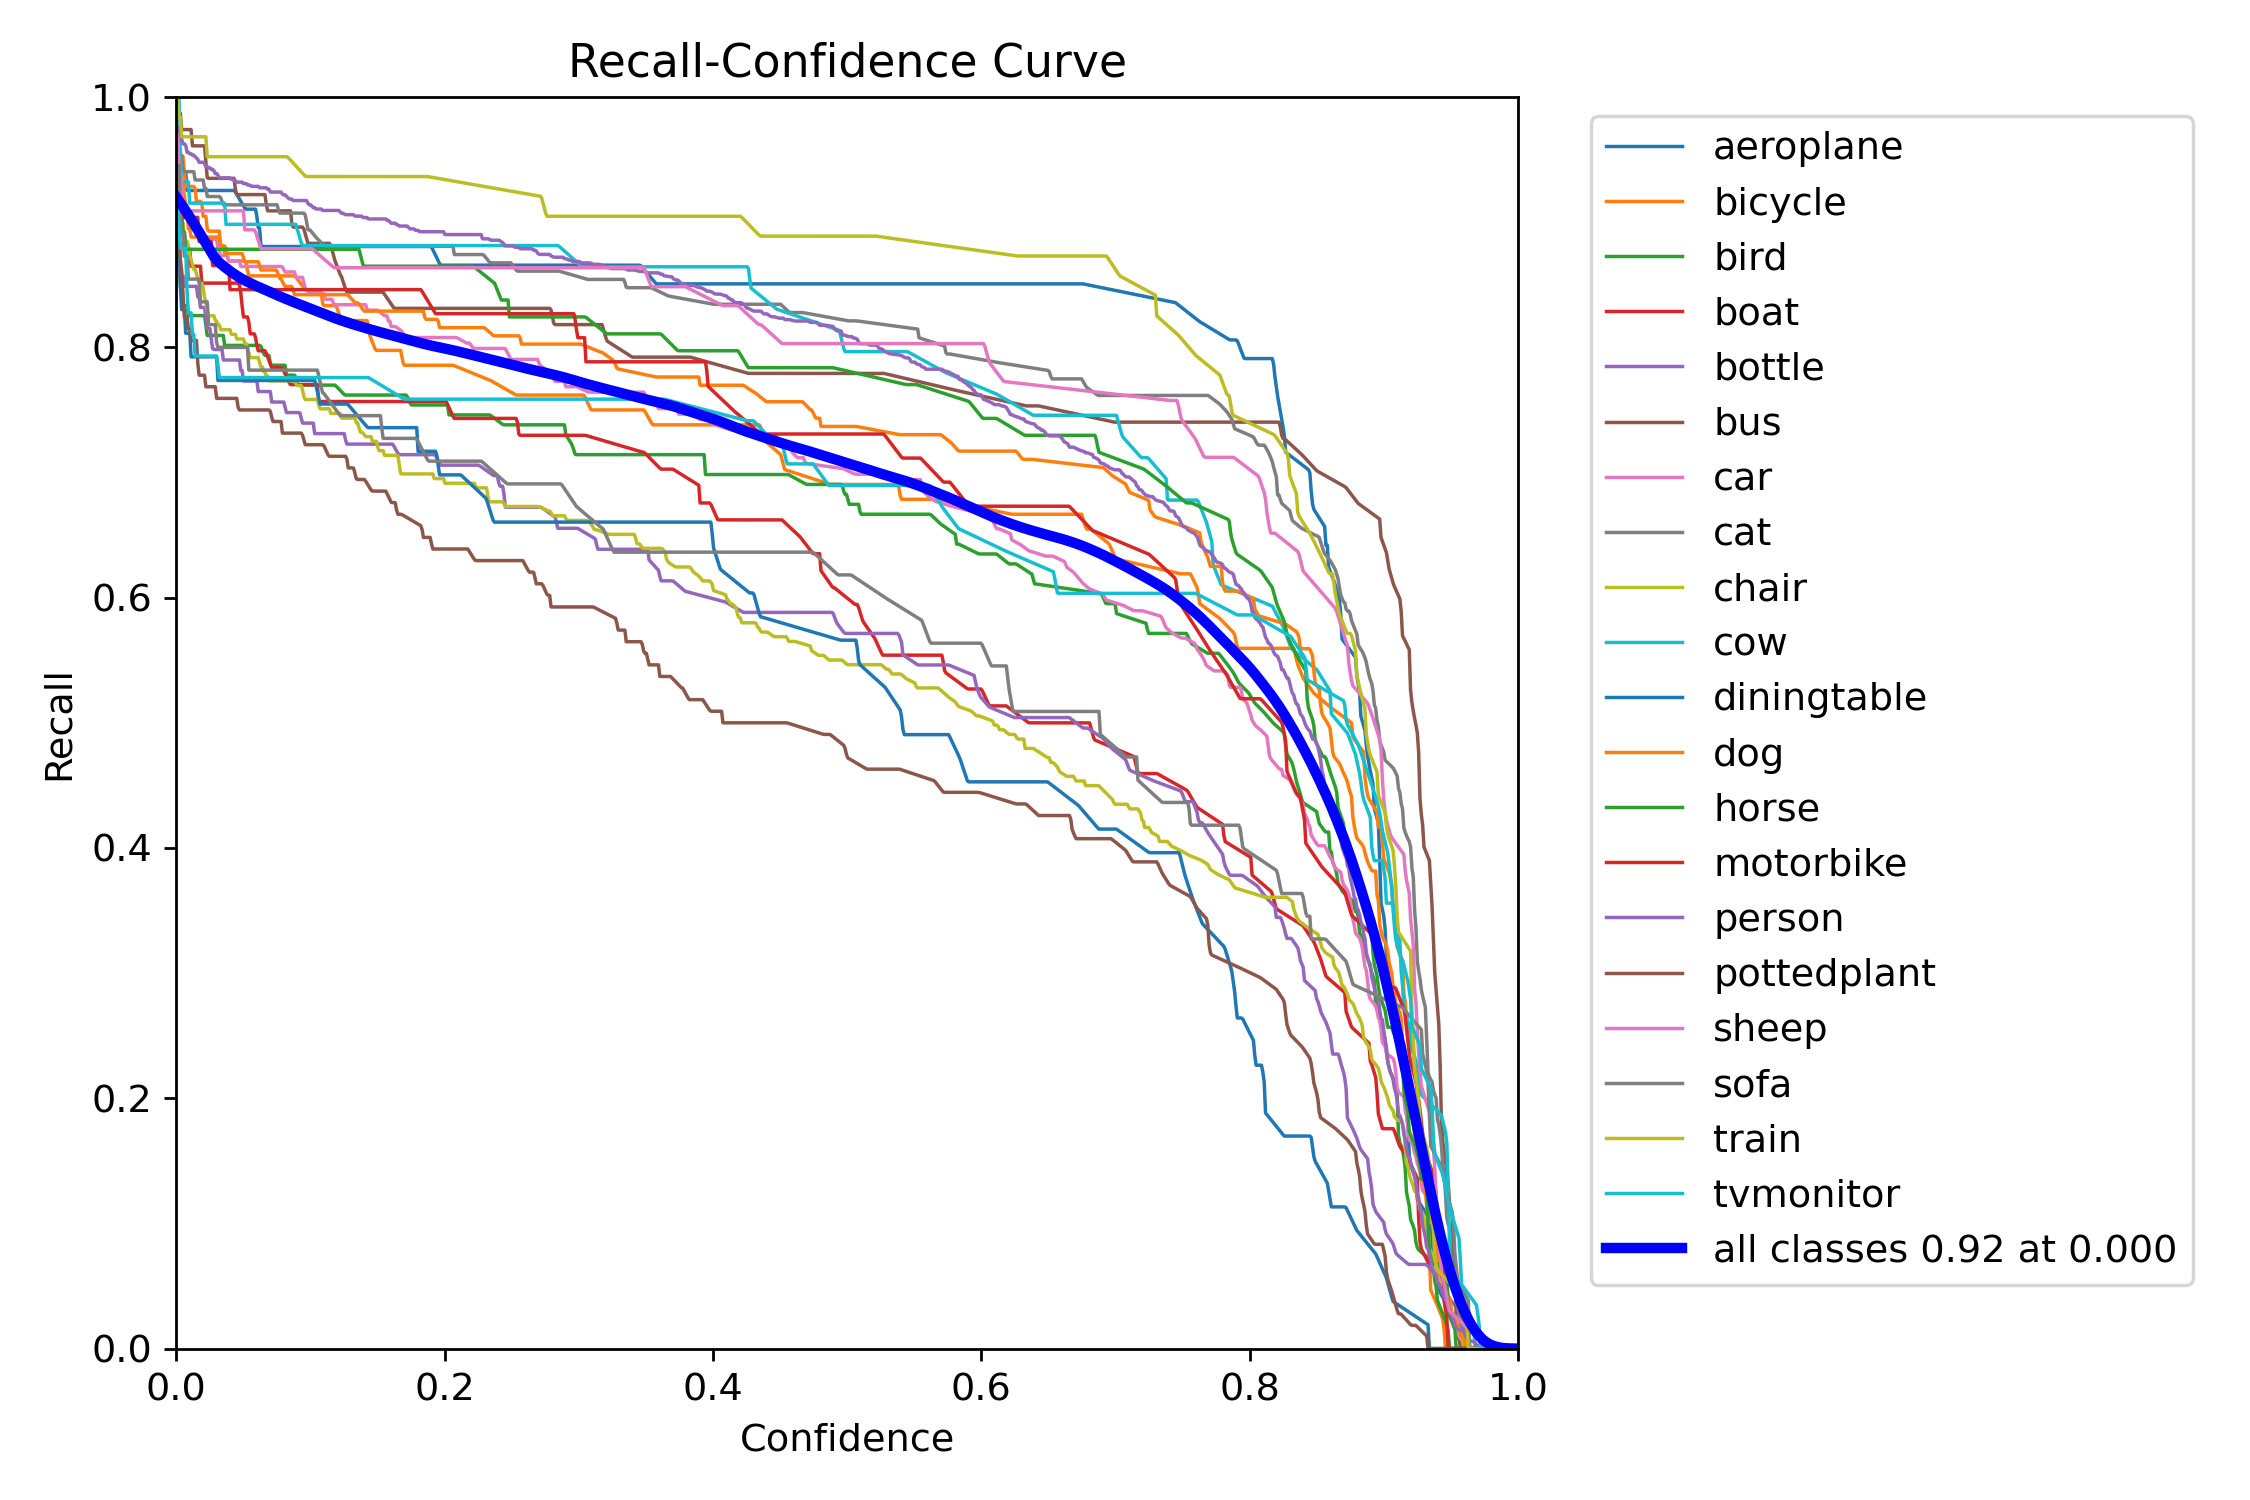 Recall-Confidence Curve
1.0
0.8
0.6
0.4
0.2
0.0
Recall
0.0 0.2 0.4 0.6 0.8 1.0
Confidence
aeroplane
bicycle
bird
boat
bottle
bus
car
cat
chair
cow
diningtable
dog
horse
motorbike
person
pottedplant
sheep
sofa
train
tvmonitor
all classes 0.92 at 0.000